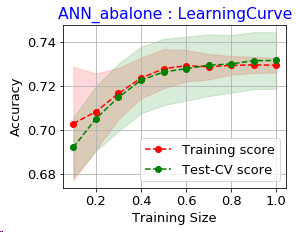 ANN_abalone : LearningCurve
0.74
0.72
0.70
0.68
Accuracy
Training score
Test-CV score
0.2 0.4 0.6 0.8 1.0
Training Size